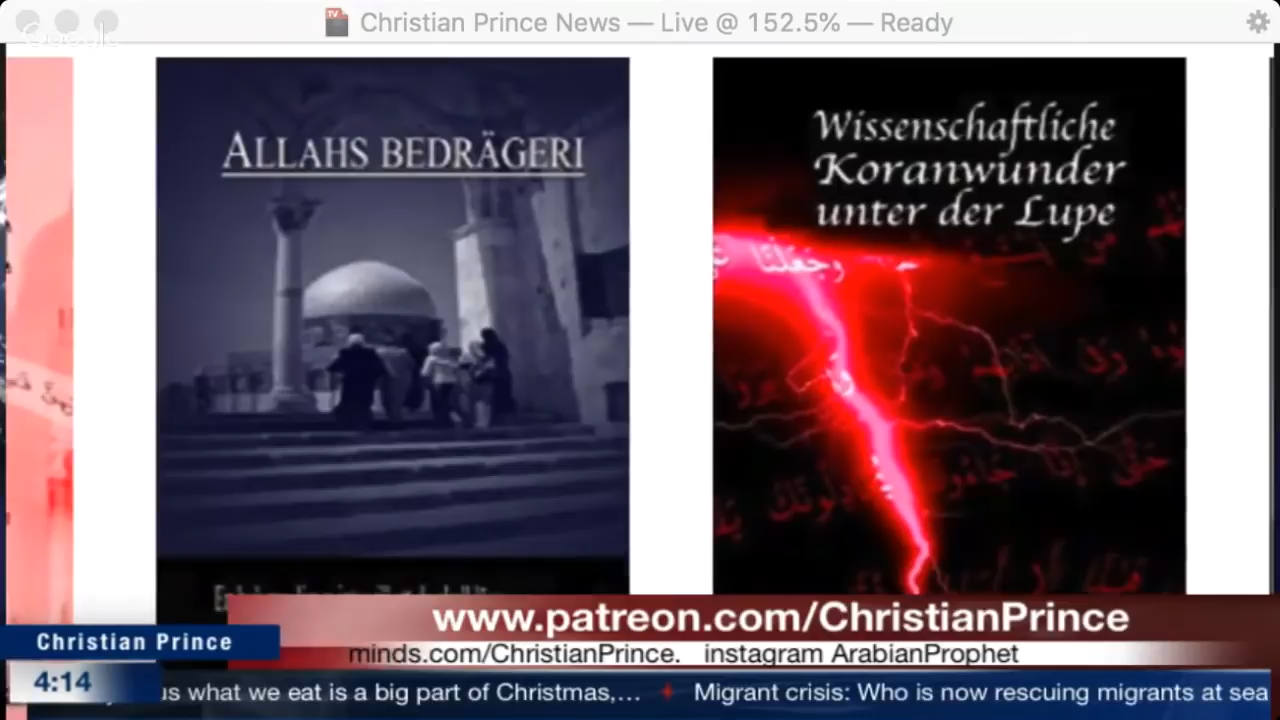 Christian Prince News — Live @ 152.5% — Ready
Google
ALLAHS BEDRÄGERI
Wissenschaftliche
Koranwunder
unter der Lupe
www.patreon.com/ChristianPrince
Christian Prince
minds.com/ChristianPrince. instagram ArabianProphet
4:14
us what we eat is a big part of Christmas,... Migrant crisis: Who is now rescuing migrants at sea